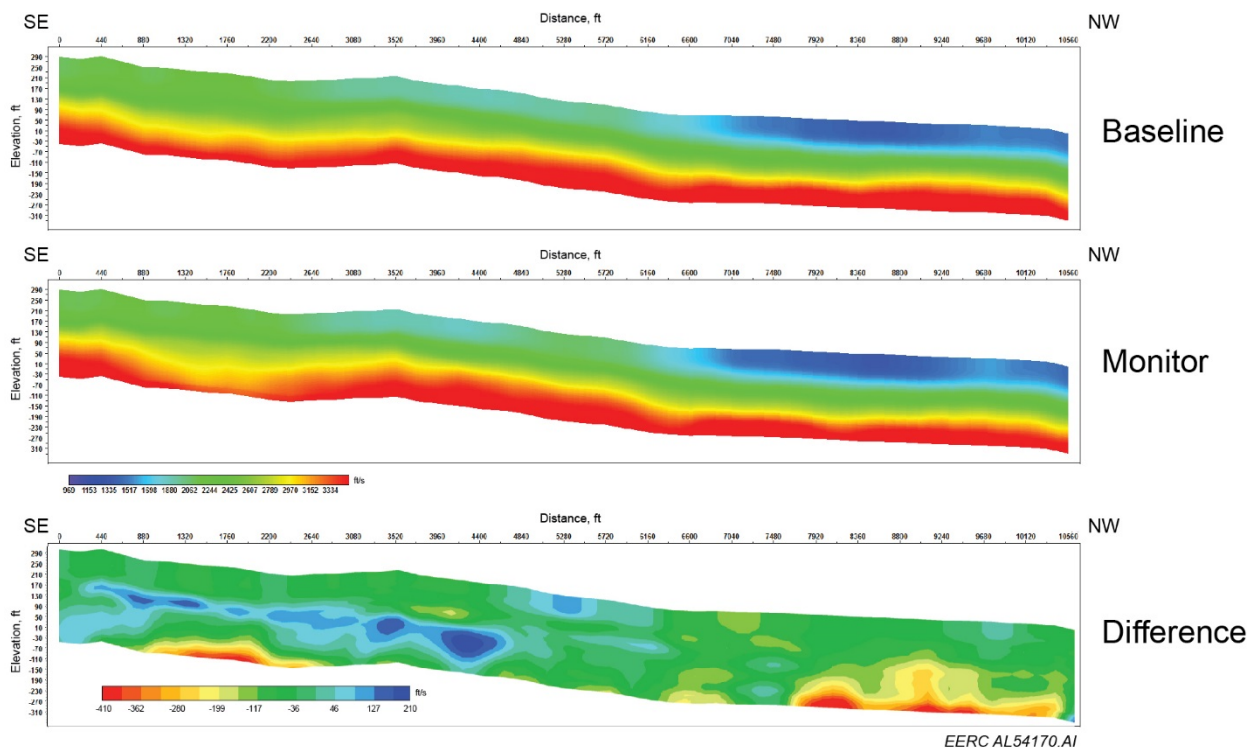 SE Distance, ft NW
0 440 880 1320 1760 2200 2640 3080 3520 3960 4400 4840 5280 5720 6160 6600 7040 7480 7920 8360 8800 9240 9680 10120 10560
Elevation, ft
290
250
210
170
130
90
50
10
-30
-70
-110
-150
-190
-230
-270
-310
Baseline
SE Distance, ft NW
0 440 880 1320 1760 2200 2640 3080 3520 3960 4400 4840 5280 5720 6160 6600 7040 7480 7920 8360 8800 9240 9680 10120 10560
Elevation, ft
290
250
210
170
130
90
50
10
-30
-70
-110
-150
-190
-230
-270
-310
Monitor
ft/s
969 1153 1335 1517 1698 1880 2062 2244 2425 2607 2789 2970 3152 3334
SE Distance, ft NW
0 440 880 1320 1760 2200 2640 3080 3520 3960 4400 4840 5280 5720 6160 6600 7040 7480 7920 8360 8800 9240 9680 10120 10560
Elevation, ft
290
250
210
170
130
90
50
10
-30
-70
-110
-150
-190
-230
-270
-310
Difference
ft/s
-410 -362 -280 -199 -117 -36 46 127 210
EERC AL54170.AI